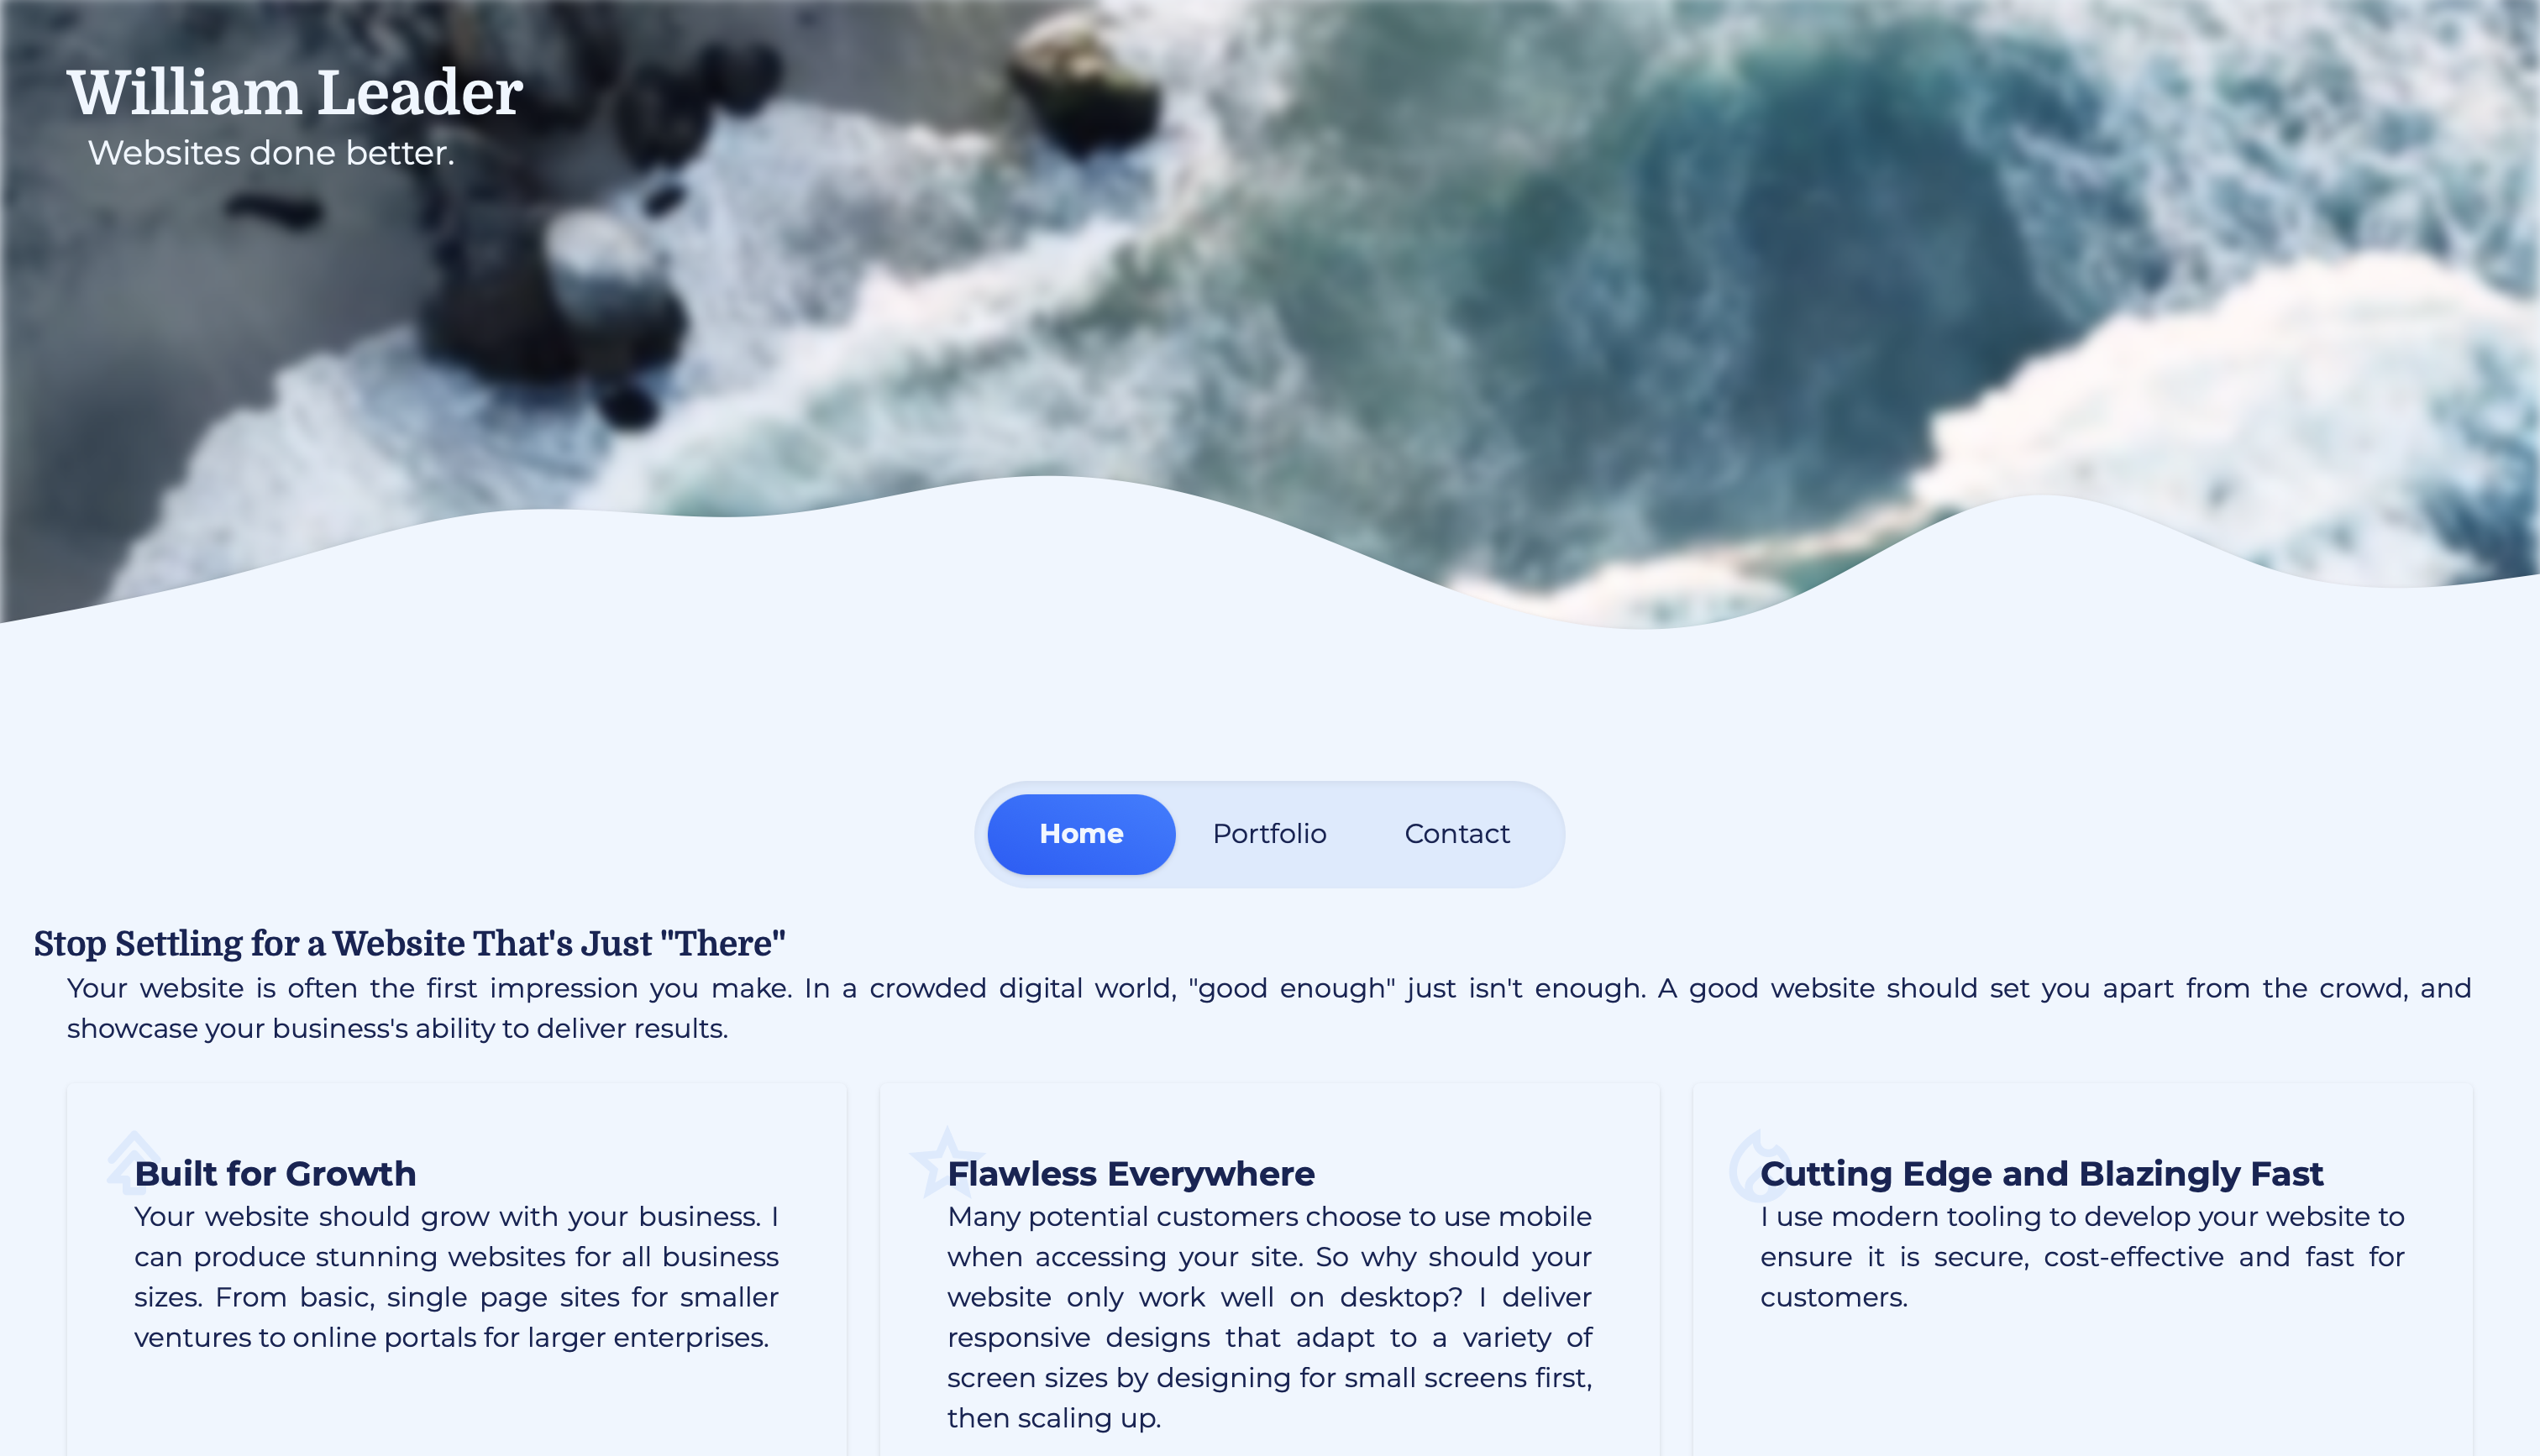 William Leader
Websites done better.
Home
Portfolio
Contact
Stop Settling for a Website That's Just "There"
Your website is often the first impression you make. In a crowded digital world, "good enough" just isn't enough. A good website should set you apart from the crowd, and
showcase your business's ability to deliver results.
Built for Growth
Your website should grow with your business. I
can produce stunning websites for all business
sizes. From basic, single page sites for smaller
ventures to online portals for larger enterprises.
Flawless Everywhere
Many potential customers choose to use mobile
when accessing your site. So why should your
website only work well on desktop? I deliver
responsive designs that adapt to a variety of
screen sizes by designing for small screens first,
then scaling up.
Cutting Edge and Blazingly Fast
I use modern tooling to develop your website to
ensure it is secure, cost-effective and fast for
customers.